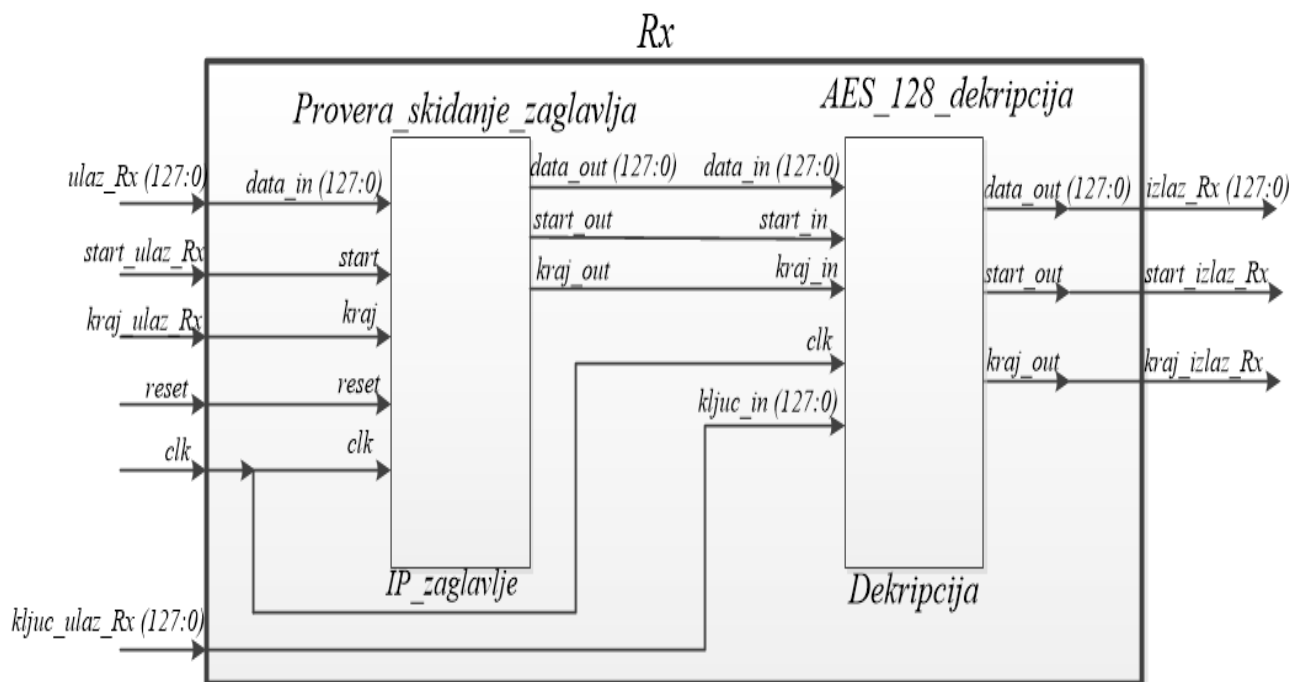 Rx
Provera_skidanje_zaglavlja
AES_128_dekripcija
ulaz_Rx (127:0)
data_in (127:0)
data_out (127:0)
data_in (127:0)
data_out (127:0)
izlaz_Rx (127:0)
start_ulaz_Rx
start
start_out
start_in
start_out
start_izlaz_Rx
kraj_ulaz_Rx
kraj
kraj_out
kraj_in
kraj_out
kraj_izlaz_Rx
reset
reset
clk
clk
clk
kljuc_in (127:0)
IP_zaglavlje
Dekripcija
kljuc_ulaz_Rx (127:0)